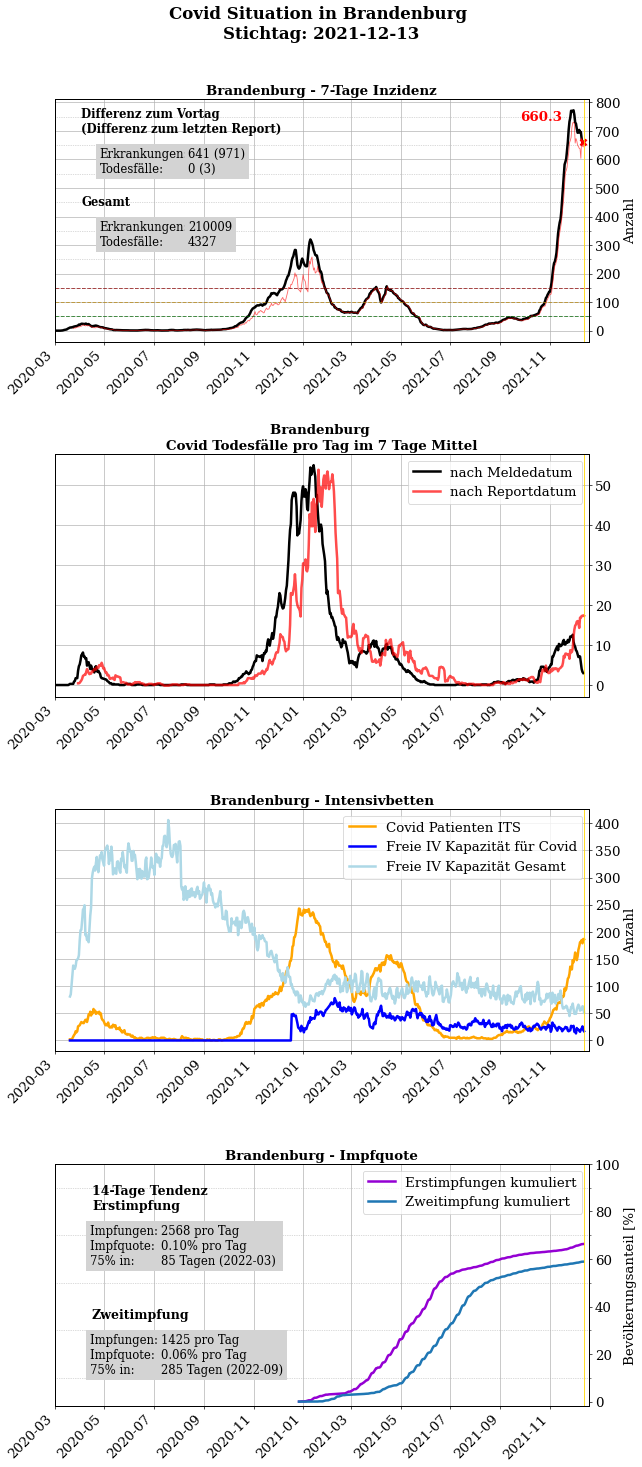 Covid Situation in Brandenburg
Stichtag: 2021-12-13
Brandenburg - 7-Tage Inzidenz
Differenz zum Vortag
(Differenz zum letzten Report)
Erkrankungen 641 (971)
Todesfälle: 0 (3)
Gesamt
Erkrankungen 210009
Todesfälle: 4327
660.3
800
700
600
500
400
300
200
100
0
Anzahl
2020-03 2020-05 2020-07 2020-09 2020-11 2021-01 2021-03 2021-05 2021-07 2021-09 2021-11
Brandenburg
Covid Todesfälle pro Tag im 7 Tage Mittel
nach Meldedatum
nach Reportdatum
50
40
30
20
10
0
2020-03 2020-05 2020-07 2020-09 2020-11 2021-01 2021-03 2021-05 2021-07 2021-09 2021-11
Brandenburg - Intensivbetten
Covid Patienten ITS
Freie IV Kapazität für Covid
Freie IV Kapazität Gesamt
400
350
300
250
200
150
100
50
0
Anzahl
2020-03 2020-05 2020-07 2020-09 2020-11 2021-01 2021-03 2021-05 2021-07 2021-09 2021-11
Brandenburg - Impfquote
14-Tage Tendenz
Erstimpfung
Impfungen: 2568 pro Tag
Impfquote: 0.10% pro Tag
75% in: 85 Tagen (2022-03)
Zweitimpfung
Impfungen: 1425 pro Tag
Impfquote: 0.06% pro Tag
75% in: 285 Tagen (2022-09)
Erstimpfungen kumuliert
Zweitimpfung kumuliert
100
80
60
40
20
0
Bevölkerungsanteil [%]
2020-03 2020-05 2020-07 2020-09 2020-11 2021-01 2021-03 2021-05 2021-07 2021-09 2021-11